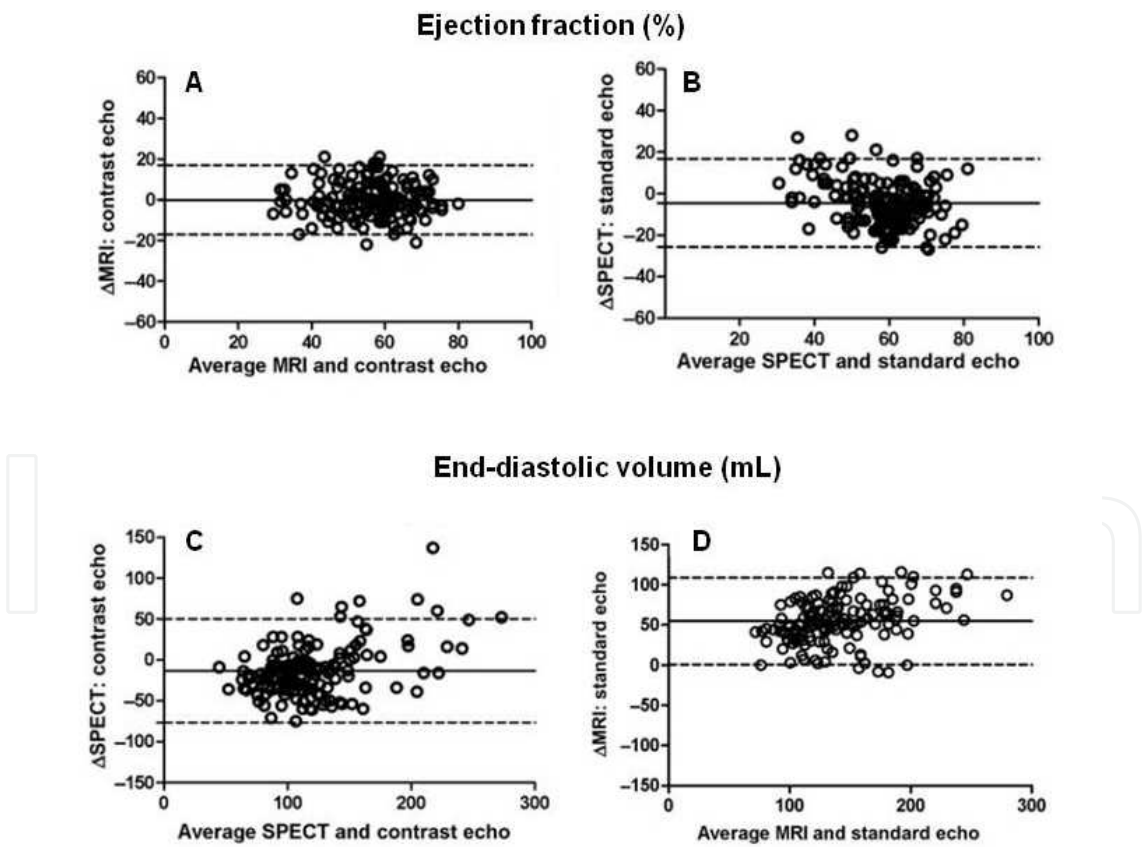 Ejection fraction (%)
A
ΔMRI: contrast echo
60
40
20
0
–20
–40
–60
0 20 40 60 80 100
Average MRI and contrast echo
B
ΔSPECT: standard echo
60
40
20
0
–20
–40
–60
20 40 60 80 100
Average SPECT and standard echo
End-diastolic volume (mL)
C
ΔSPECT: contrast echo
150
100
50
0
–50
–100
–150
0 100 200 300
Average SPECT and contrast echo
D
ΔMRI: standard echo
150
100
50
0
–50
–100
–150
0 100 200 300
Average MRI and standard echo